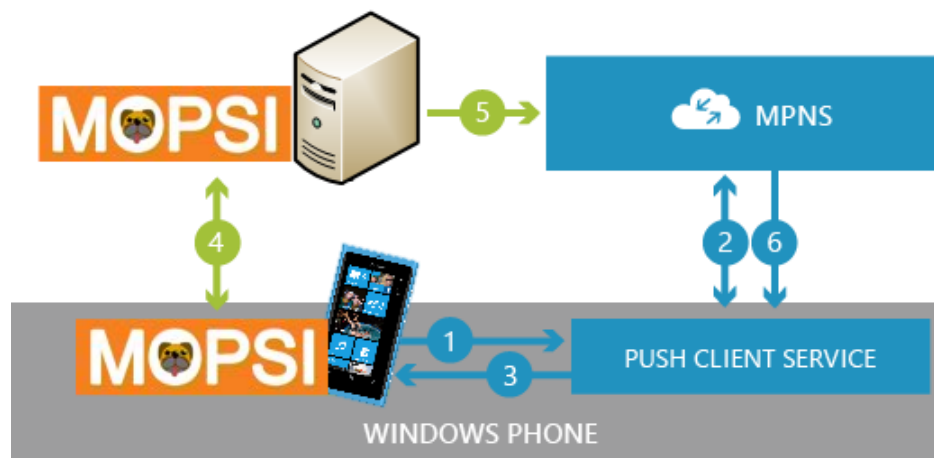 MOPSI
5
MPNS
4
2
6
MOPSI
1
3
PUSH CLIENT SERVICE
WINDOWS PHONE